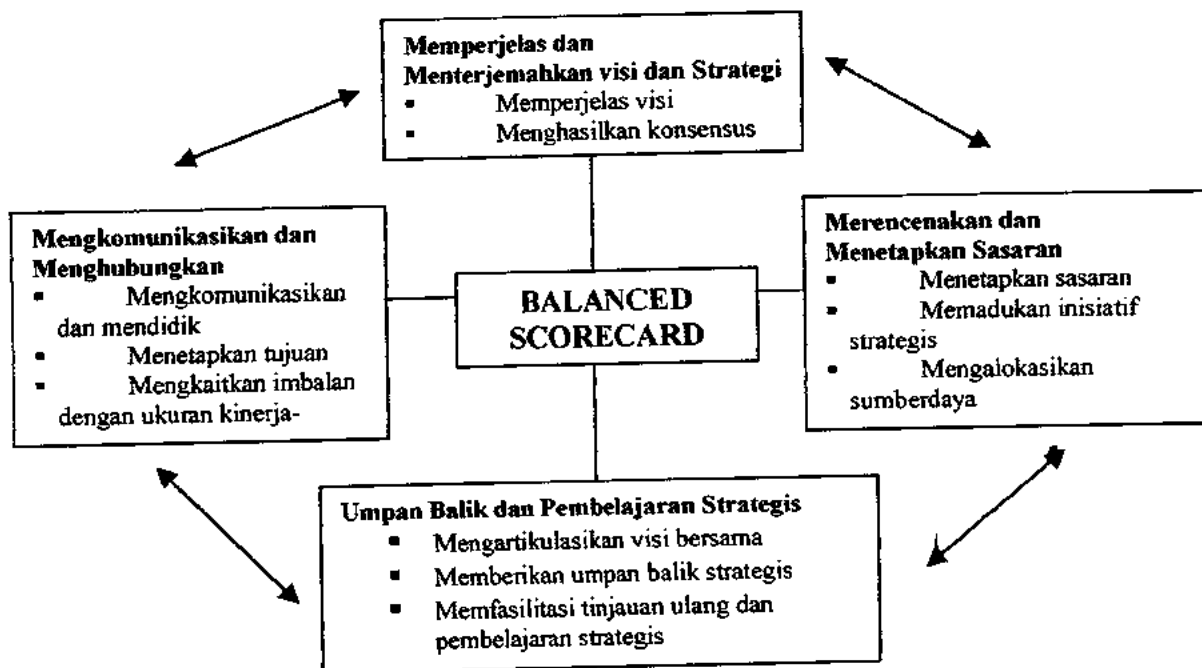 Memperjelas dan
Menterjemahkan visi dan Strategi
▪ Memperjelas visi
▪ Menghasilkan konsensus
Mengkomunikasikan dan
Menghubungkan
▪ Mengkomunikasikan
dan mendidik
▪ Menetapkan tujuan
▪ Mengkaitkan imbalan
dengan ukuran kinerja-
BALANCED
SCORECARD
Merencenakan dan
Menetapkan Sasaran
▪ Menetapkan sasaran
▪ Memadukan inisiatif
strategis
▪ Mengalokasikan
sumberdaya
Umpan Balik dan Pembelajaran Strategis
▪ Mengartikulasikan visi bersama
▪ Memberikan umpan balik strategis
▪ Memfasilitasi tinjauan ulang dan
pembelajaran strategis